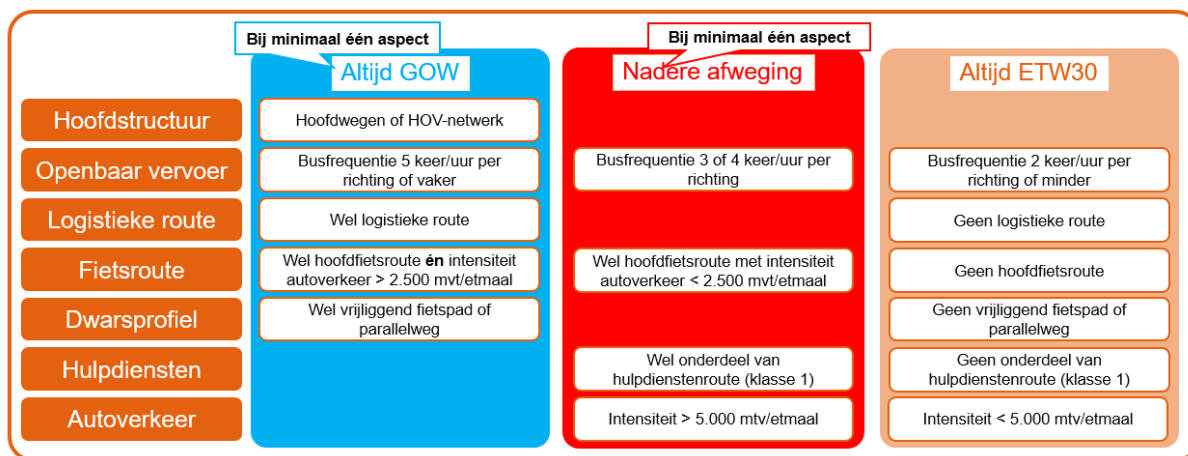 Bij minimaal één aspect
Bij minimaal één aspect
Altijd GOW
Nadere afweging
Altijd ETW30
Hoofdstructuur
Hoofdwegen of HOV-netwerk
Openbaar vervoer
Busfrequentie 5 keer/uur per
richting of vaker
Busfrequentie 3 of 4 keer/uur per
richting
Busfrequentie 2 keer/uur per
richting of minder
Logistieke route
Wel logistieke route
Geen logistieke route
Fietsroute
Wel hoofdfietsroute én intensiteit
autoverkeer > 2.500 mvt/etmaal
Wel hoofdfietsroute met intensiteit
autoverkeer < 2.500 mvt/etmaal
Geen hoofdfietsroute
Dwarsprofiel
Wel vrijliggend fietspad of
parallelweg
Geen vrijliggend fietspad of
parallelweg
Hulpdiensten
Wel onderdeel van
hulpdienstenroute (klasse 1)
Geen onderdeel van
hulpdienstenroute (klasse 1)
Autoverkeer
Intensiteit > 5.000 mtv/etmaal
Intensiteit < 5.000 mtv/etmaal